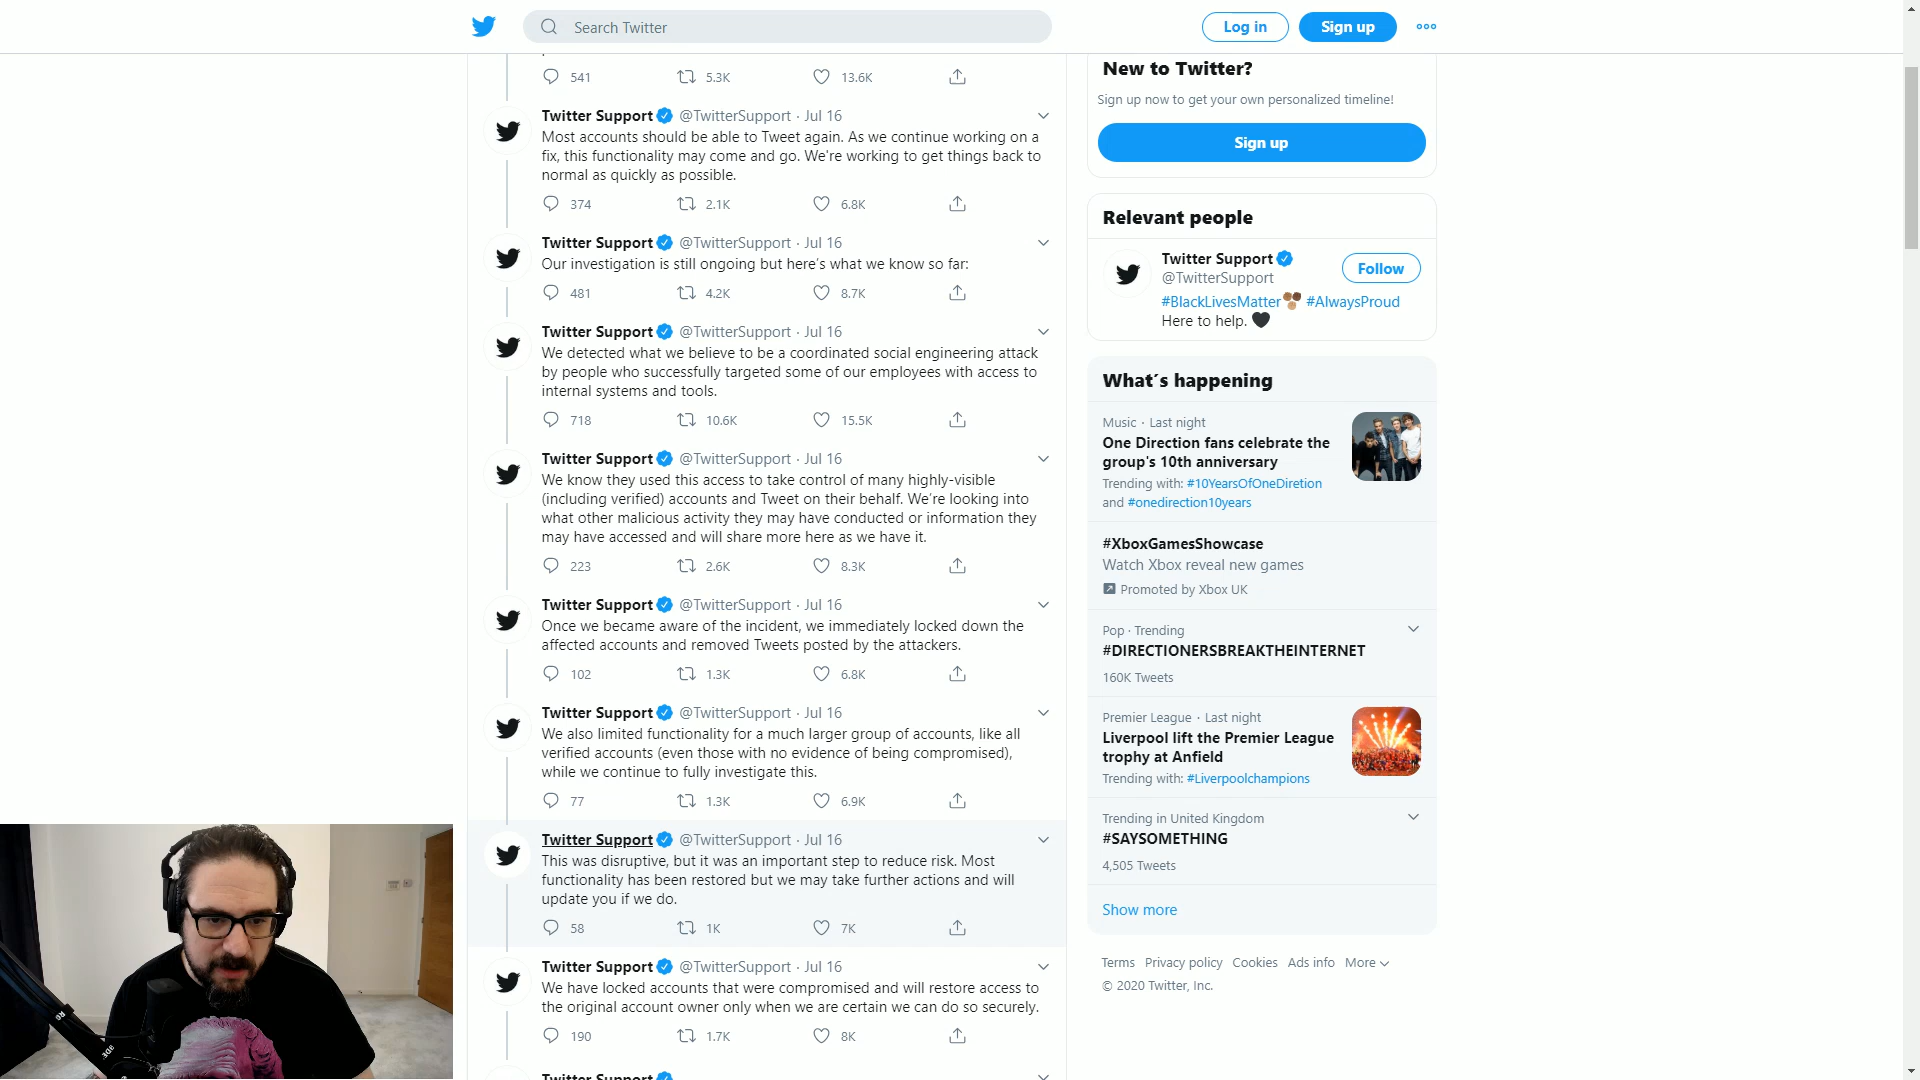 Search Twitter
Log in
Sign up
541
5.3K
13.6K
Twitter Support @TwitterSupport · Jul 16
Most accounts should be able to Tweet again. As we continue working on a
fix, this functionality may come and go. We're working to get things back to
normal as quickly as possible.
374
2.1K
6.8K
Twitter Support @TwitterSupport · Jul 16
Our investigation is still ongoing but here's what we know so far:
481
4.2K
8.7K
Twitter Support @TwitterSupport · Jul 16
We detected what we believe to be a coordinated social engineering attack
by people who successfully targeted some of our employees with access to
internal systems and tools.
718
10.6K
15.5K
Twitter Support @TwitterSupport · Jul 16
We know they used this access to take control of many highly-visible
(including verified) accounts and Tweet on their behalf. We're looking into
what other malicious activity they may have conducted or information they
may have accessed and will share more here as we have it.
223
2.6K
8.3K
Twitter Support @TwitterSupport · Jul 16
Once we became aware of the incident, we immediately locked down the
affected accounts and removed Tweets posted by the attackers.
102
1.3K
6.8K
Twitter Support @TwitterSupport · Jul 16
We also limited functionality for a much larger group of accounts, like all
verified accounts (even those with no evidence of being compromised),
while we continue to fully investigate this.
77
1.3K
6.9K
Twitter Support @TwitterSupport · Jul 16
This was disruptive, but it was an important step to reduce risk. Most
functionality has been restored but we may take further actions and will
update you if we do.
58
1K
7K
Twitter Support @TwitterSupport · Jul 16
We have locked accounts that were compromised and will restore access to
the original account owner only when we are certain we can do so securely.
190
1.7K
8K
Twitter Support
New to Twitter?
Sign up now to get your own personalized timeline!
Sign up
Relevant people
Twitter Support
@TwitterSupport
Follow
#BlackLivesMatter #AlwaysProud
Here to help. 🖤
What´s happening
Music · Last night
One Direction fans celebrate the
group's 10th anniversary
Trending with: #10YearsOfOneDiretion
and #onedirection10years
#XboxGamesShowcase
Watch Xbox reveal new games
Promoted by Xbox UK
Pop · Trending
#DIRECTIONERSBREAKTHEINTERNET
160K Tweets
Premier League · Last night
Liverpool lift the Premier League
trophy at Anfield
Trending with: #Liverpoolchampions
Trending in United Kingdom
#SAYSOMETHING
4,505 Tweets
Show more
Terms Privacy policy Cookies Ads info More
© 2020 Twitter, Inc.